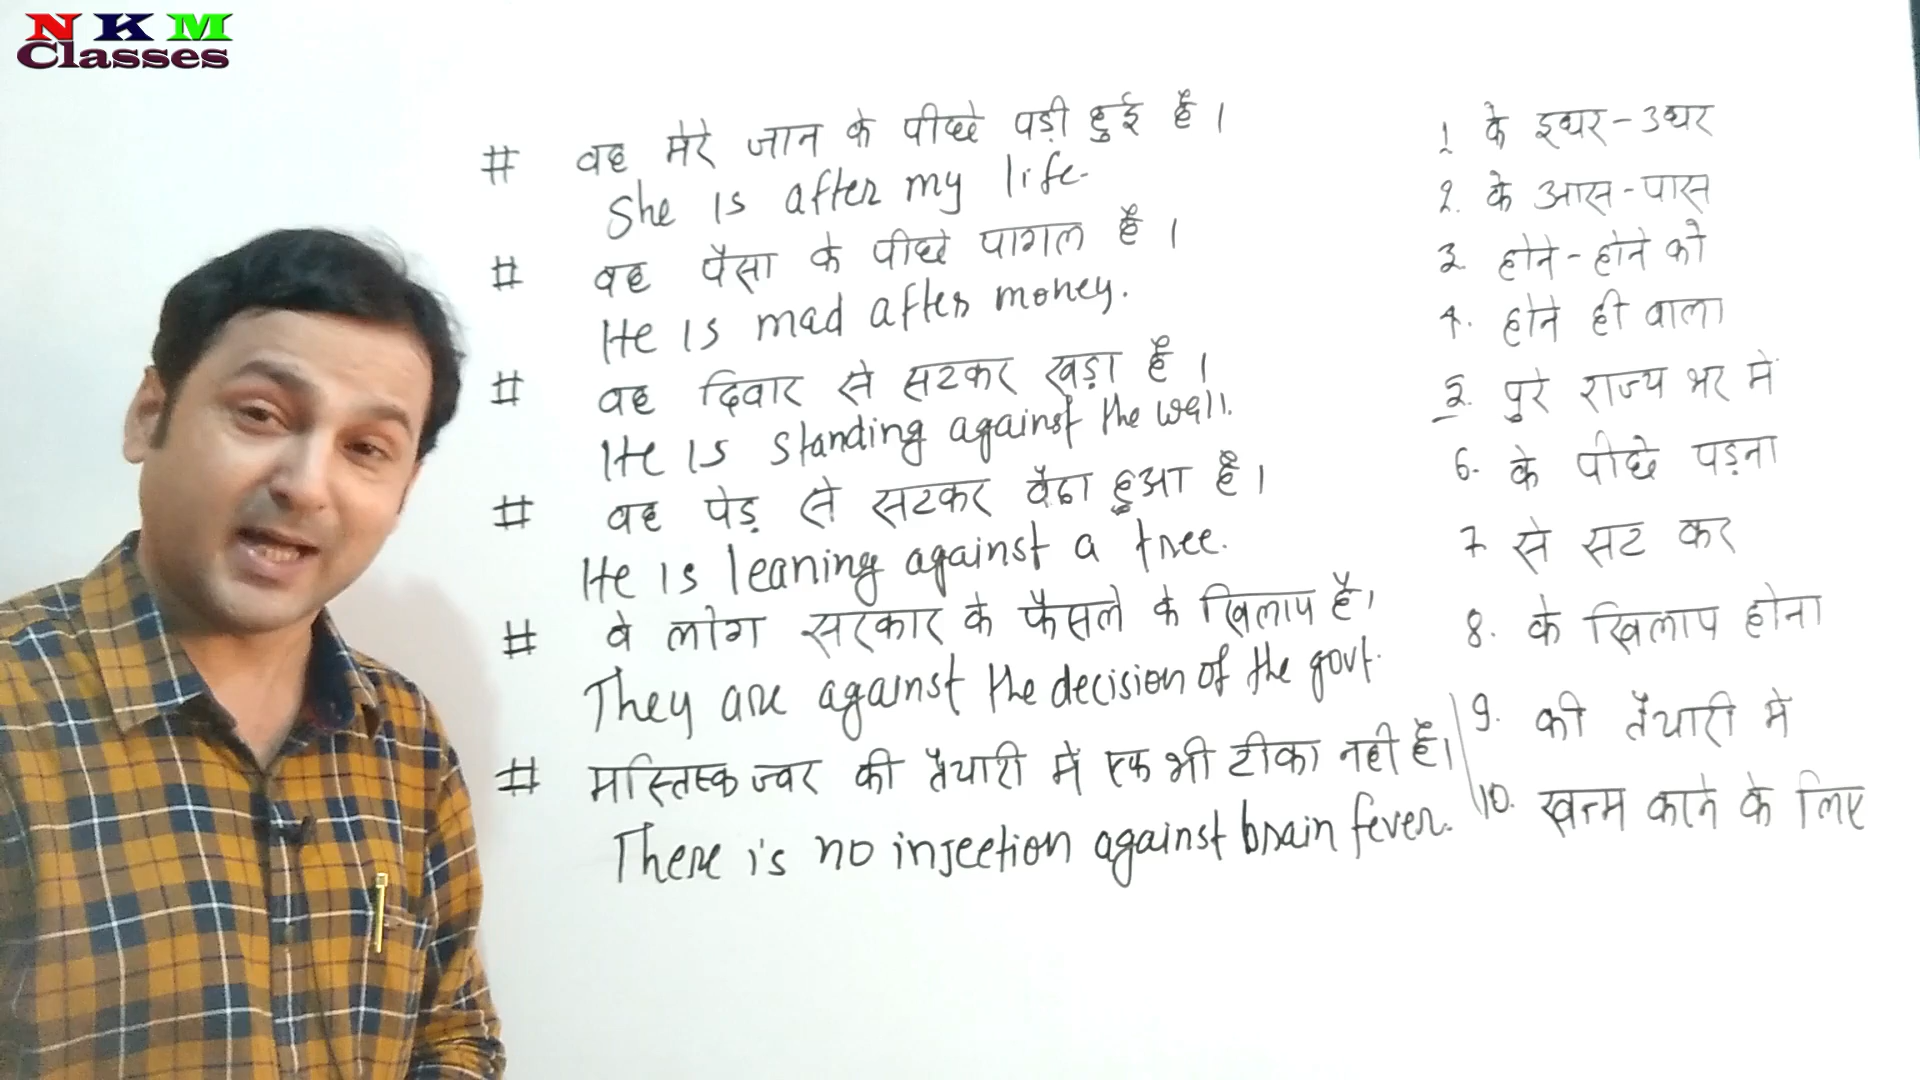 NKM
Classes
# वह मेरे जान के पीछे पड़ी हुई है।
She is after my life.
# वह पैसा के पीछे पागल है।
He is mad after money.
# वह दिवार से सटकर खड़ा है।
He is standing against the wall.
# वह पेड़ से सटकर बैठा हुआ है।
He is leaning against a tree.
# वे लोग सरकार के फैसले के खिलाप है।
They are against the decision of the govt.
# मस्तिष्क ज्वर की तैयारी में एक भी टीका नही है।
There is no injection against brain fever.
1. के इधर-उधर
2. के आस-पास
3. होने-होने को
4. होने ही वाला
5. पुरे राज्य भर में
6. के पीछे पड़ना
7. से सट कर
8. के खिलाप होना
9. की तैयारी में
10. खत्म करने के लिए